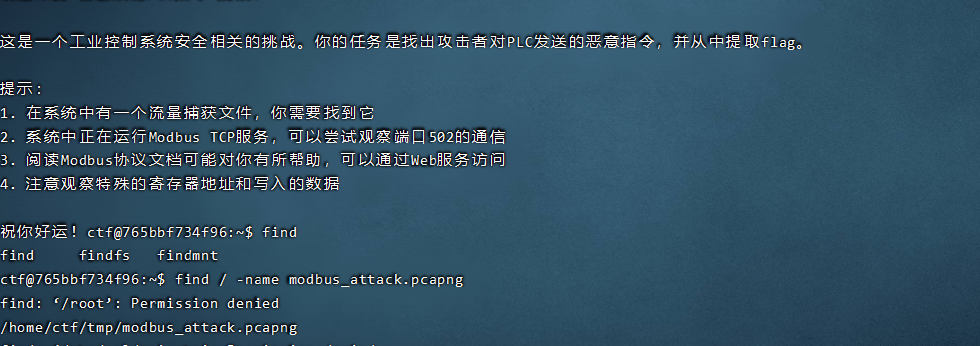 这是一个工业控制系统安全相关的挑战。你的任务是找出攻击者对PLC发送的恶意指令，并从中提取flag。
提示：
1. 在系统中有一个流量捕获文件，你需要找到它
2. 系统中正在运行Modbus TCP服务，可以尝试观察端口502的通信
3. 阅读Modbus协议文档可能对你有所帮助，可以通过Web服务访问
4. 注意观察特殊的寄存器地址和写入的数据
祝你好运！ctf@765bbf734f96:~$ find
find findfs findmnt
ctf@765bbf734f96:~$ find / -name modbus_attack.pcapng
find: ‘/root’: Permission denied
/home/ctf/tmp/modbus_attack.pcapng